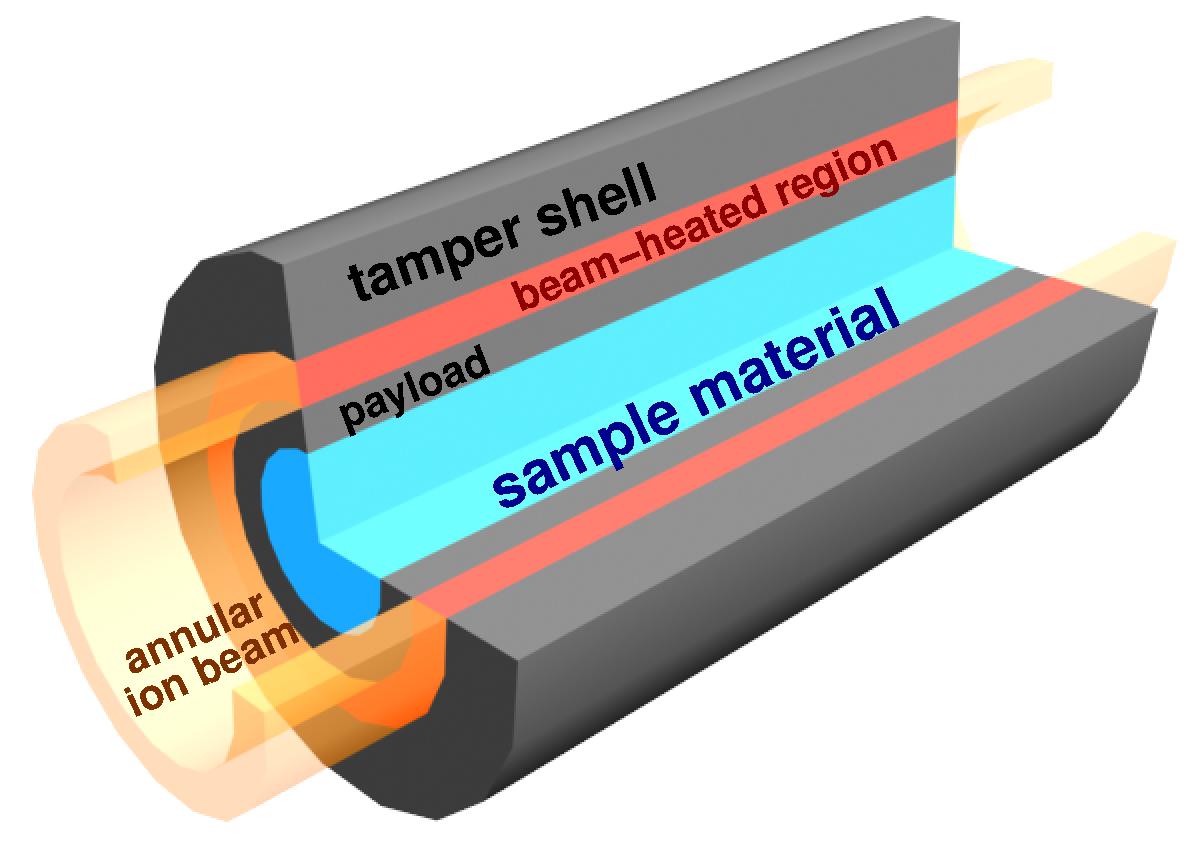 tamper shell
beam-heated region
payload
sample material
annular
ion beam